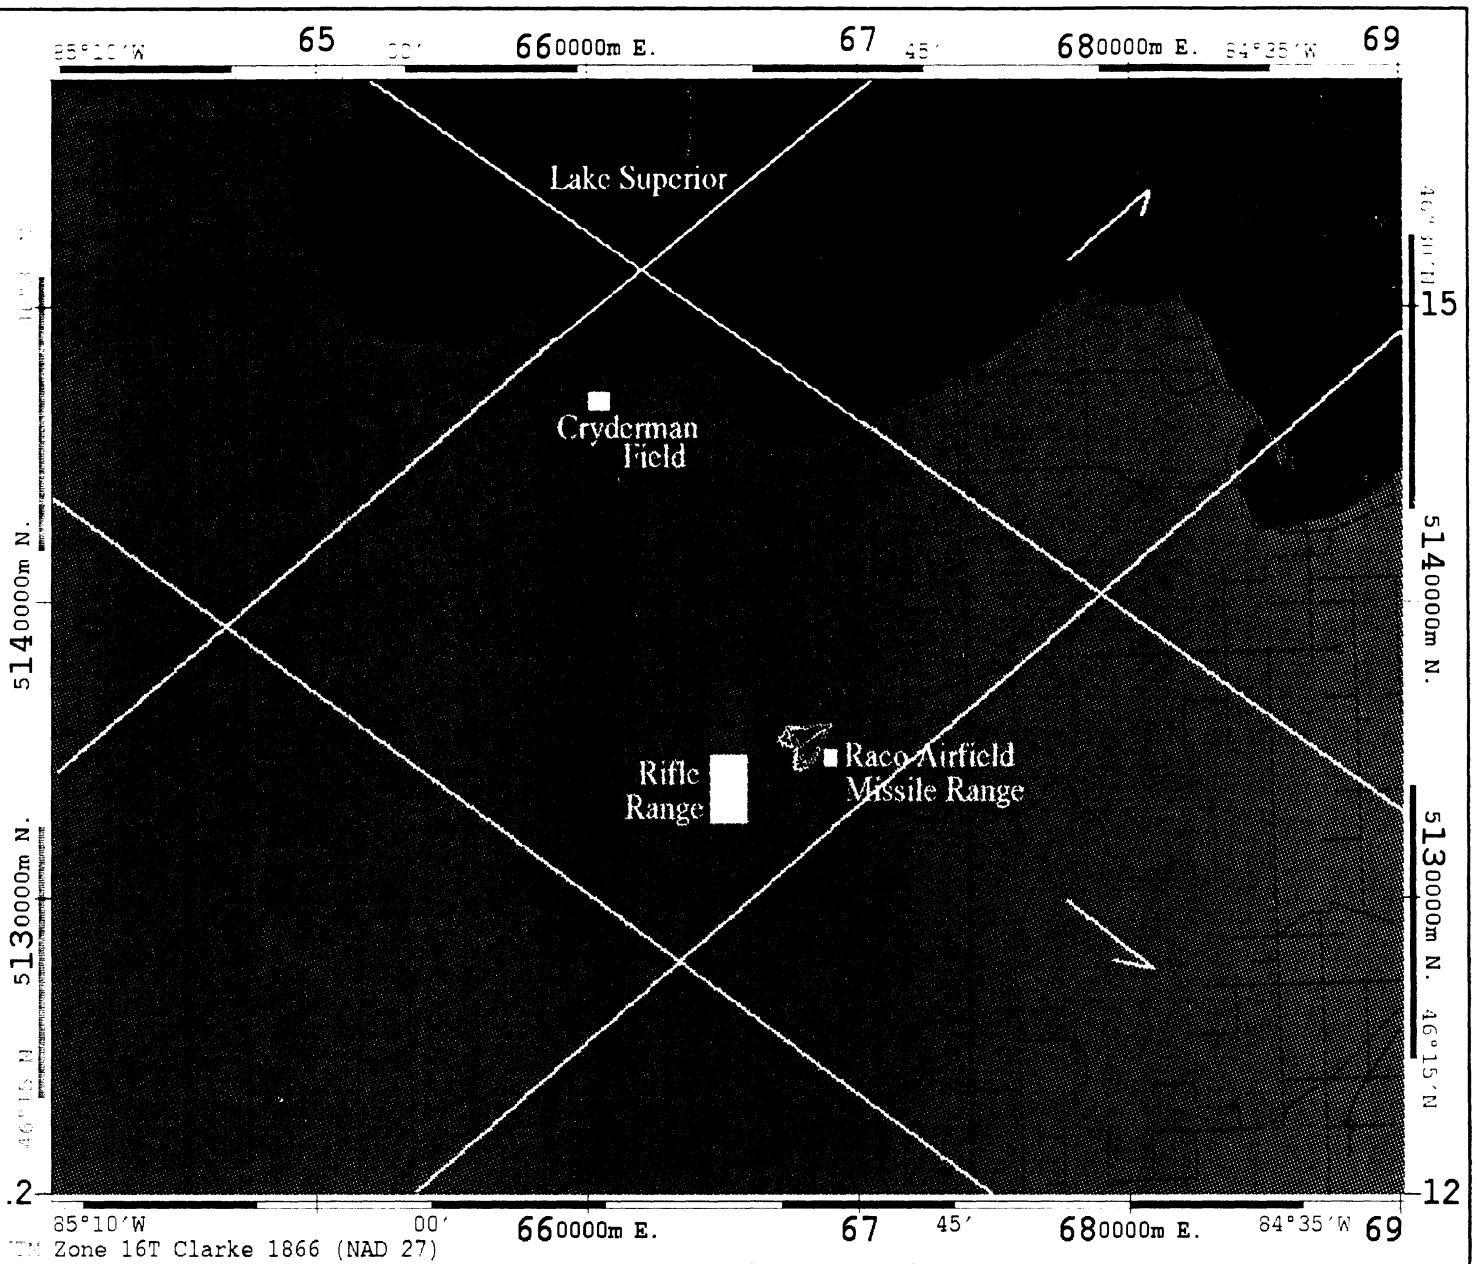 85°10'W 65 00' 660000m E. 67 45' 680000m E. 84°35'W 69
Lake Superior
46°30'N
15
Cryderman
Field
5140000m N.
5140000m N.
Raco Airfield
Missile Range
Rifle
Range
5130000m N.
5130000m N.
46°15'N
46°15'N
.2
12
85°10'W 00' 660000m E. 67 45' 680000m E. 84°35'W 69
Zone 16T Clarke 1866 (NAD 27)